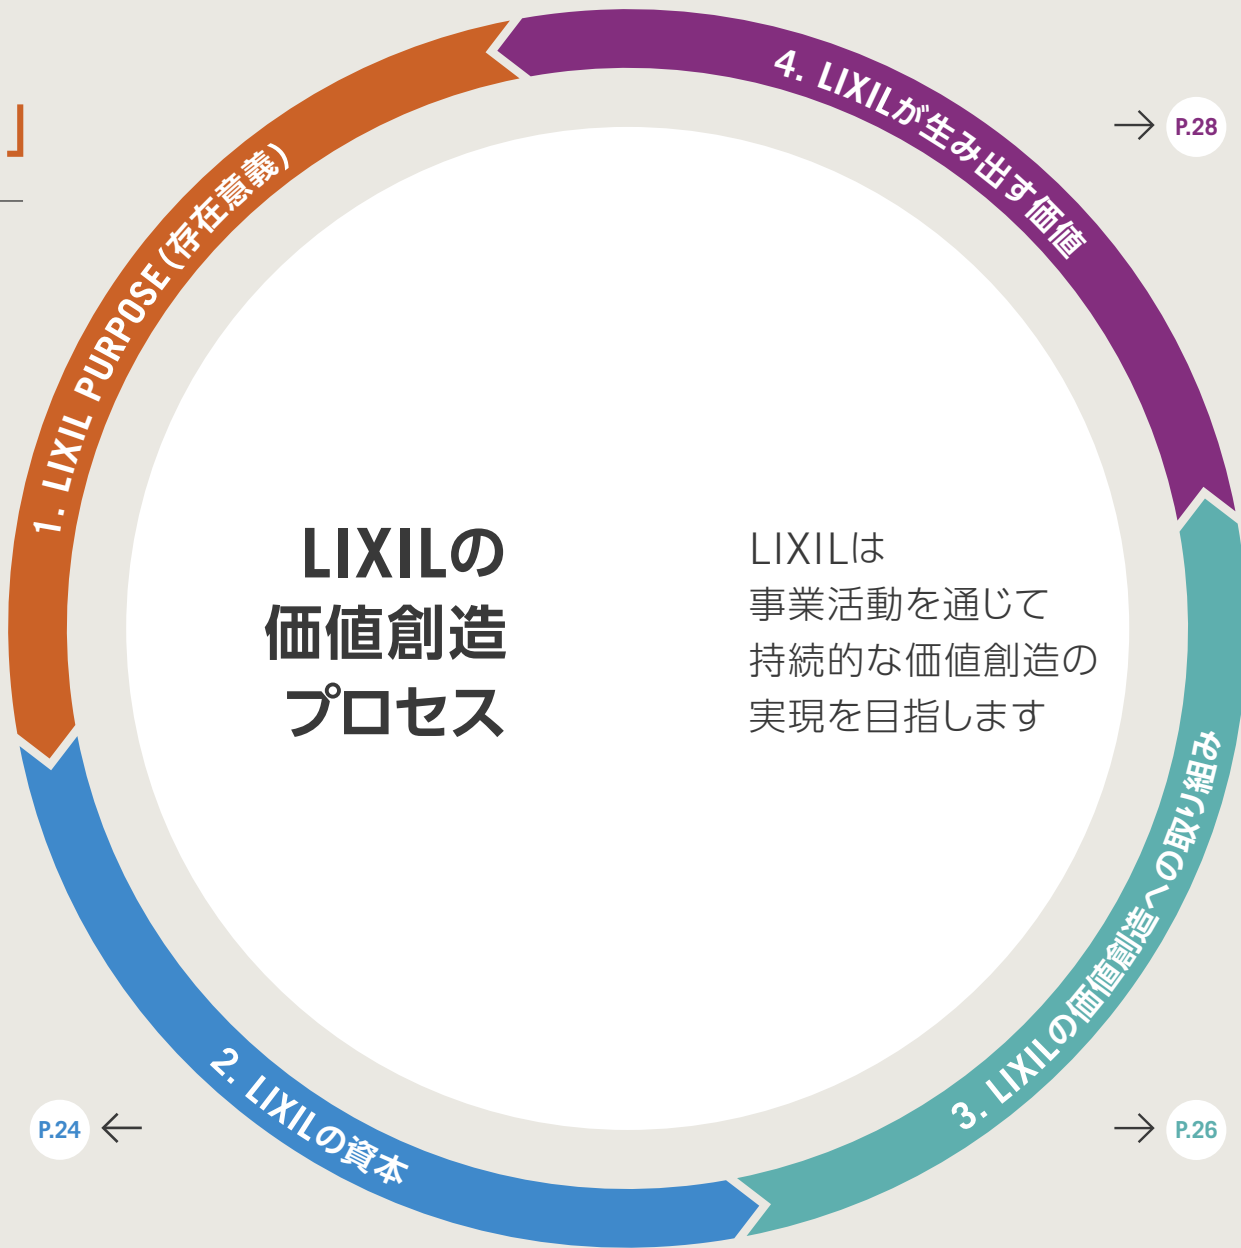 」
1. LIXIL PURPOSE(存在意義)
4. LIXILが生み出す価値
P.28
LIXILの
価値創造
プロセス
LIXILは
事業活動を通じて
持続的な価値創造の
実現を目指します
2. LIXILの資本
P.24
3. LIXILの価値創造への取り組み
P.26